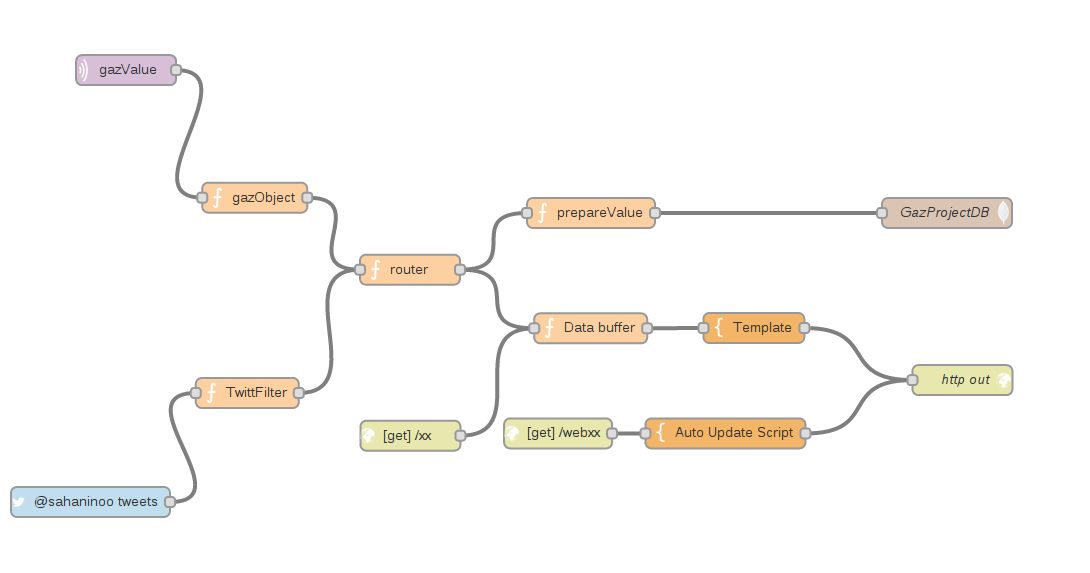 gazValue
gazObject
prepareValue
GazProjectDB
router
Data buffer
Template
http out
TwittFilter
[get] /xx
[get] /webxx
Auto Update Script
@sahaninoo tweets